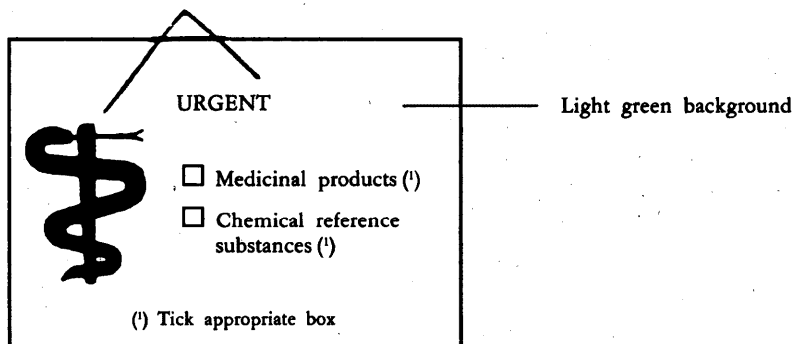 URGENT
Light green background
☐ Medicinal products (¹)
☐ Chemical reference
substances (¹)
(¹) Tick appropriate box